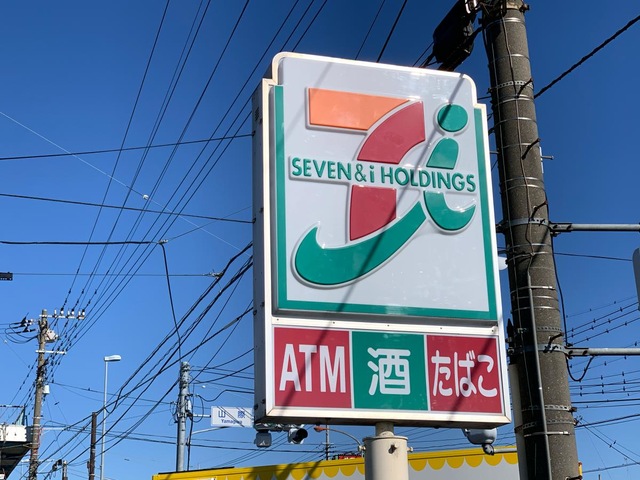 SEVEN & i HOLDINGS
ATM 酒 たばこ